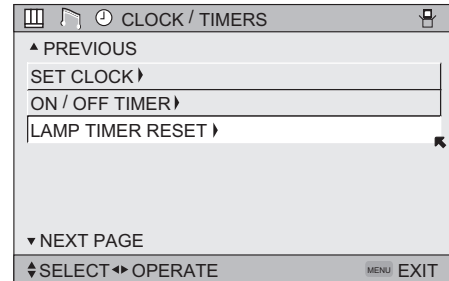 CLOCK / TIMERS
PREVIOUS
SET CLOCK
ON / OFF TIMER
LAMP TIMER RESET
NEXT PAGE
SELECT OPERATE MENU EXIT